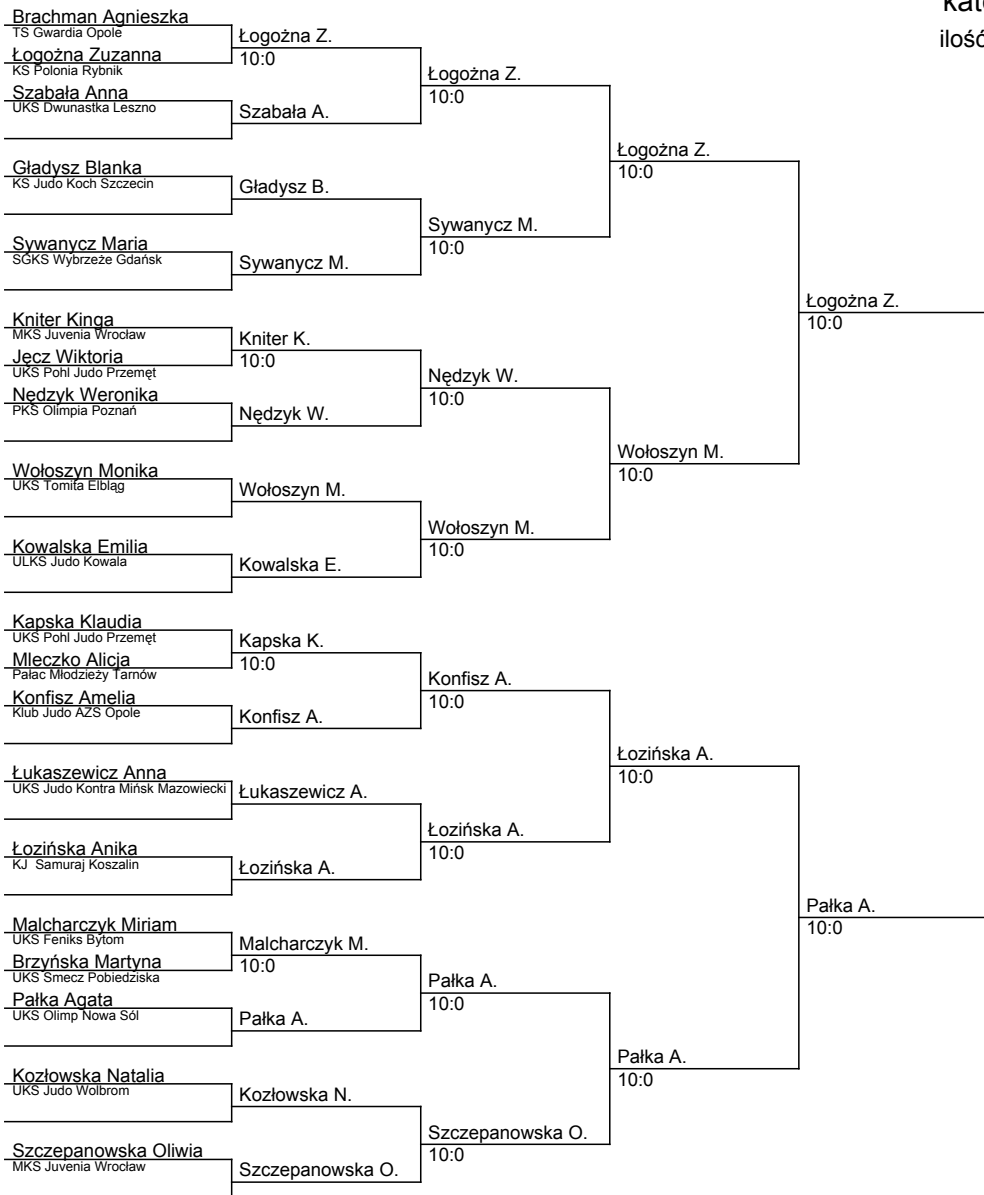 kat
ilość
Brachman Agnieszka
TS Gwardia Opole
Łogożna Zuzanna
KS Polonia Rybnik
Szabała Anna
UKS Dwunastka Leszno
Gładysz Blanka
KS Judo Koch Szczecin
Sywanycz Maria
SGKS Wybrzeże Gdańsk
Kniter Kinga
MKS Juvenia Wrocław
Jęcz Wiktoria
UKS Pohl Judo Przemęt
Nędzyk Weronika
PKS Olimpia Poznań
Wołoszyn Monika
UKS Tomita Elbląg
Kowalska Emilia
ULKS Judo Kowala
Kapska Klaudia
UKS Pohl Judo Przemęt
Mleczko Alicja
Pałac Młodzieży Tarnów
Konfisz Amelia
Klub Judo AZS Opole
Łukaszewicz Anna
UKS Judo Kontra Mińsk Mazowiecki
Łozińska Anika
KJ Samuraj Koszalin
Malcharczyk Miriam
UKS Feniks Bytom
Brzyńska Martyna
UKS Smecz Pobiedziska
Pałka Agata
UKS Olimp Nowa Sól
Kozłowska Natalia
UKS Judo Wolbrom
Szczepanowska Oliwia
MKS Juvenia Wrocław
Łogożna Z.
10:0
Szabała A.
Gładysz B.
Sywanycz M.
Kniter K.
10:0
Nędzyk W.
Wołoszyn M.
Kowalska E.
Kapska K.
10:0
Konfisz A.
Łukaszewicz A.
Łozińska A.
Malcharczyk M.
10:0
Pałka A.
Kozłowska N.
Szczepanowska O.
Łogożna Z.
10:0
Sywanycz M.
10:0
Nędzyk W.
10:0
Wołoszyn M.
10:0
Konfisz A.
10:0
Łozińska A.
10:0
Pałka A.
10:0
Szczepanowska O.
10:0
Łogożna Z.
10:0
Wołoszyn M.
10:0
Łozińska A.
10:0
Pałka A.
10:0
Łogożna Z.
10:0
Pałka A.
10:0